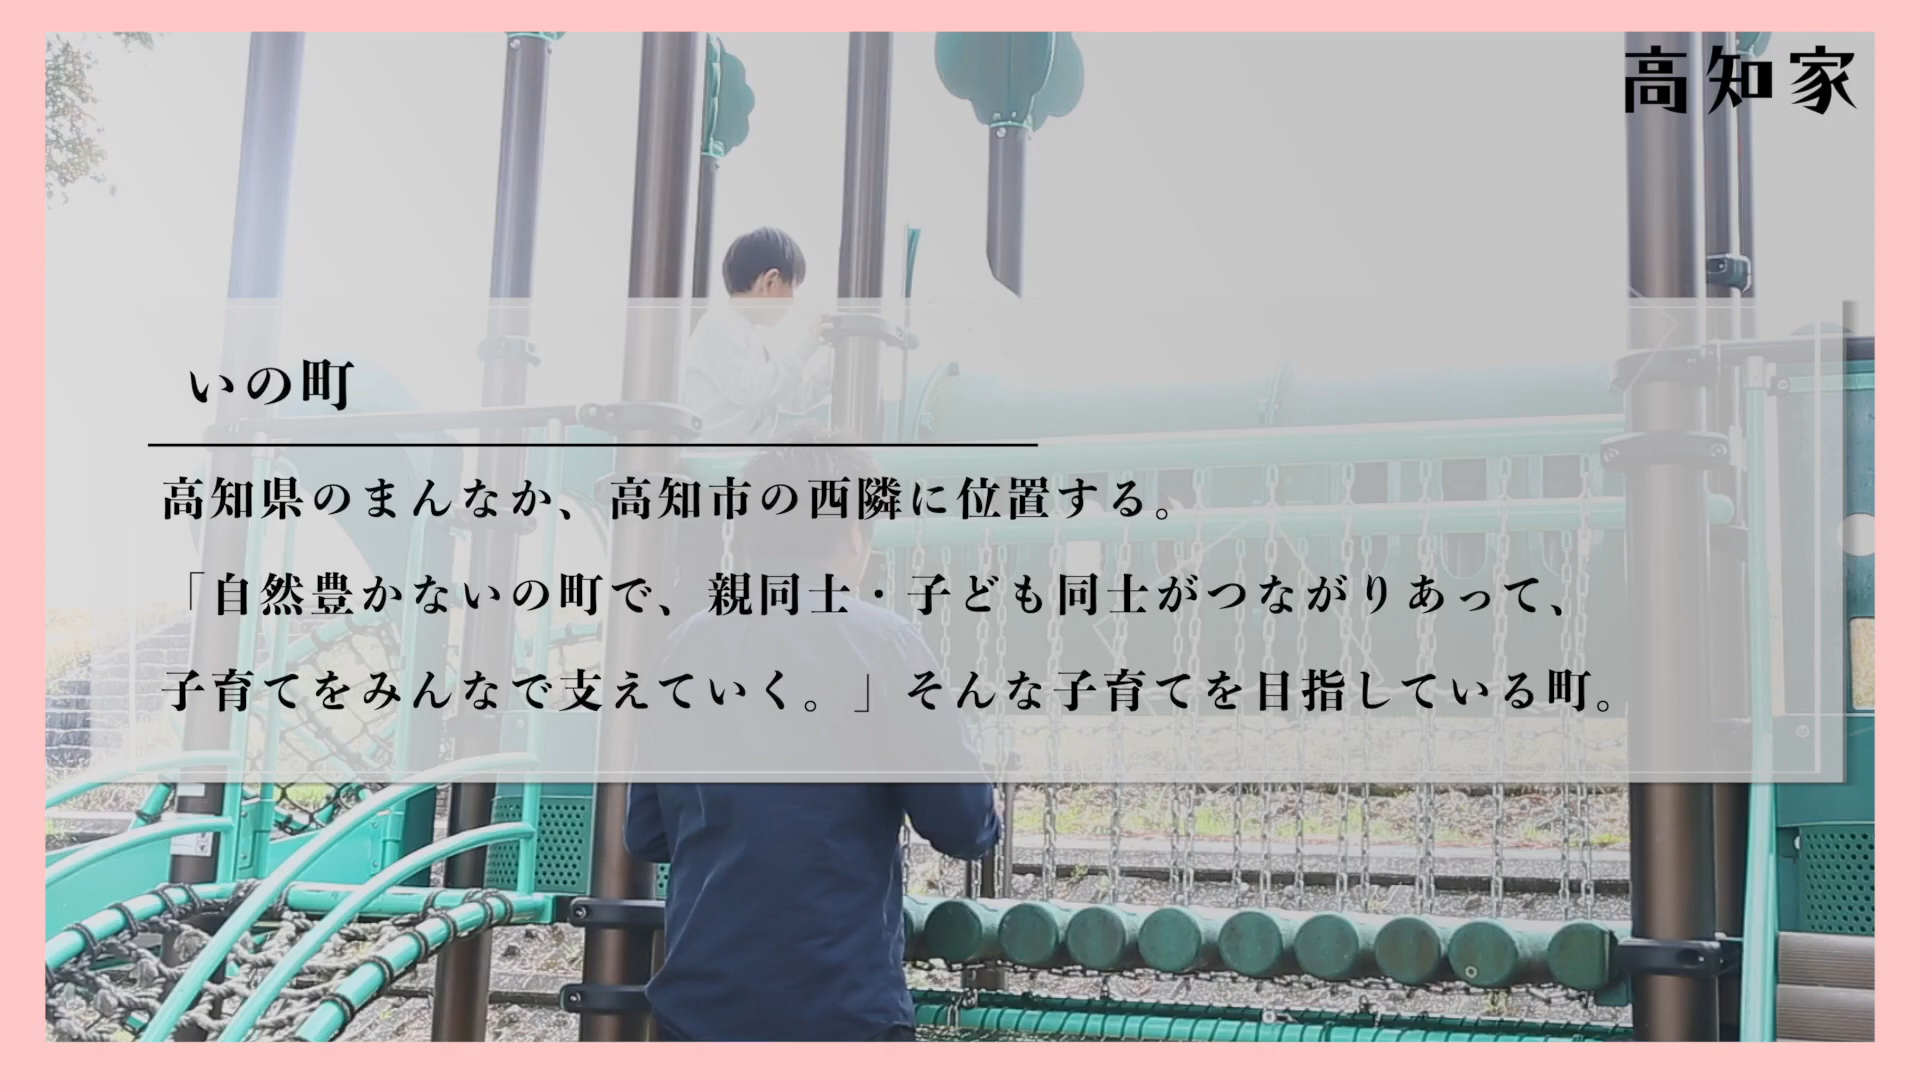 高知家
いの町
高知県のまんなか、高知市の西隣に位置する。
「自然豊かないの町で、親同士・子ども同士がつながりあって、
子育てをみんなで支えていく。」そんな子育てを目指している町。